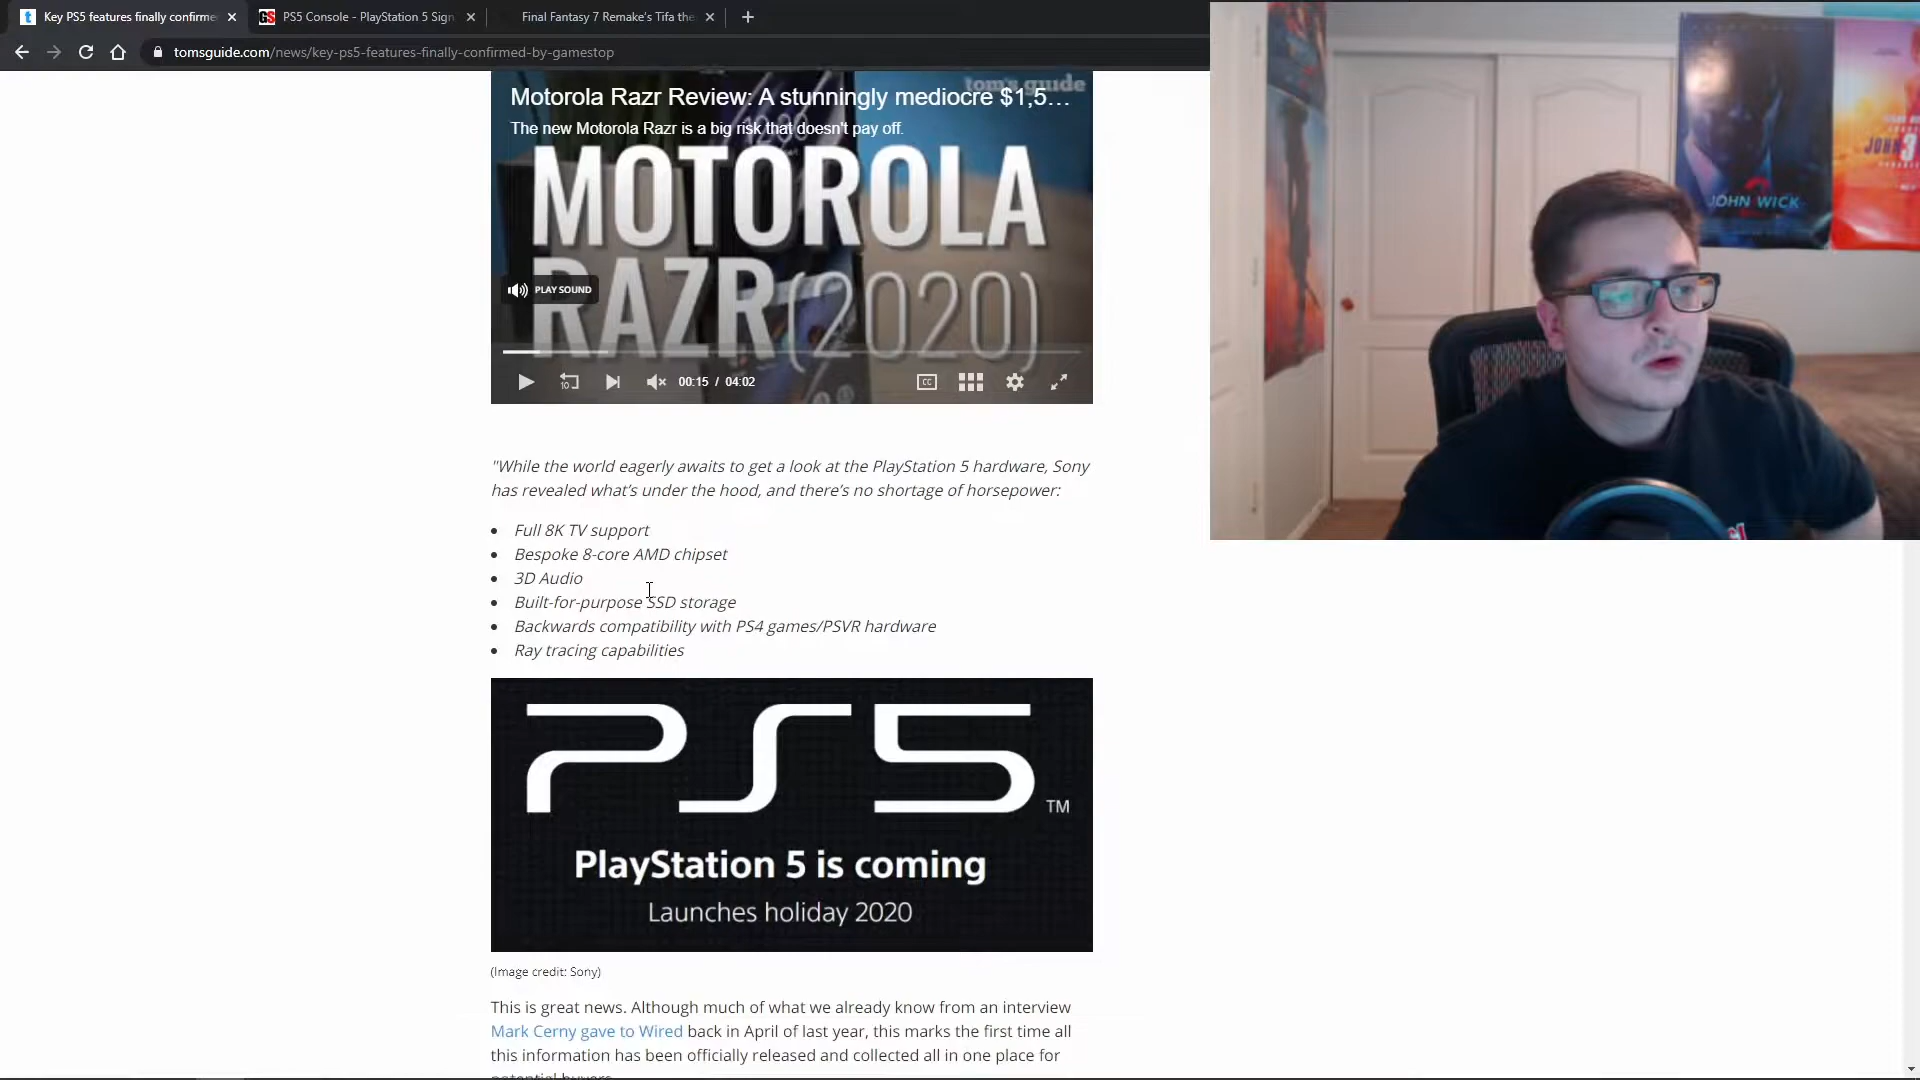 Key PS5 features finally confirme
PS5 Console - PlayStation 5 Sign
Final Fantasy 7 Remake's Tifa the
tomsguide.com/news/key-ps5-features-finally-confirmed-by-gamestop
tom's guide
Motorola Razr Review: A stunningly mediocre $1,5…
The new Motorola Razr is a big risk that doesn't pay off.
MOTOROLA
RAZR (2020)
PLAY SOUND
10
00:15 / 04:02
CC
"While the world eagerly awaits to get a look at the PlayStation 5 hardware, Sony
has revealed what's under the hood, and there's no shortage of horsepower:
• Full 8K TV support
• Bespoke 8-core AMD chipset
• 3D Audio
• Built-for-purpose SSD storage
• Backwards compatibility with PS4 games/PSVR hardware
• Ray tracing capabilities
PS5 TM
PlayStation 5 is coming
Launches holiday 2020
(Image credit: Sony)
This is great news. Although much of what we already know from an interview
Mark Cerny gave to Wired back in April of last year, this marks the first time all
this information has been officially released and collected all in one place for
potential buyers.
JOHN WICK
JOHN